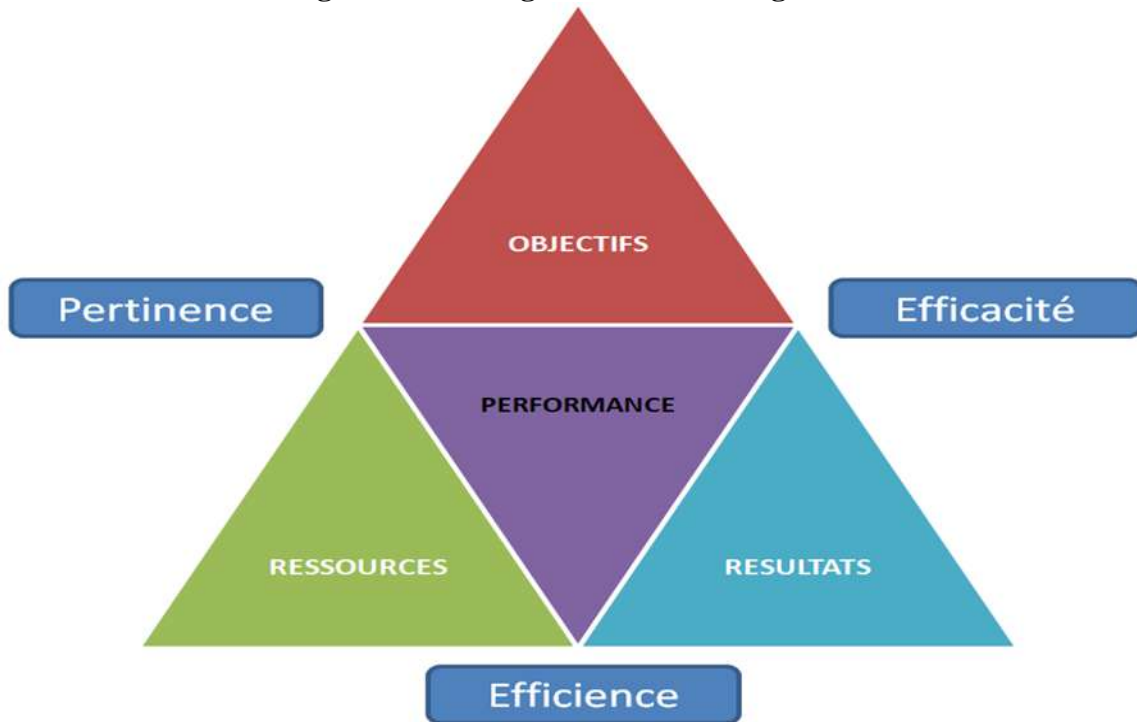 OBJECTIFS
Pertinence
Efficacité
PERFORMANCE
RESSOURCES
RESULTATS
Efficience